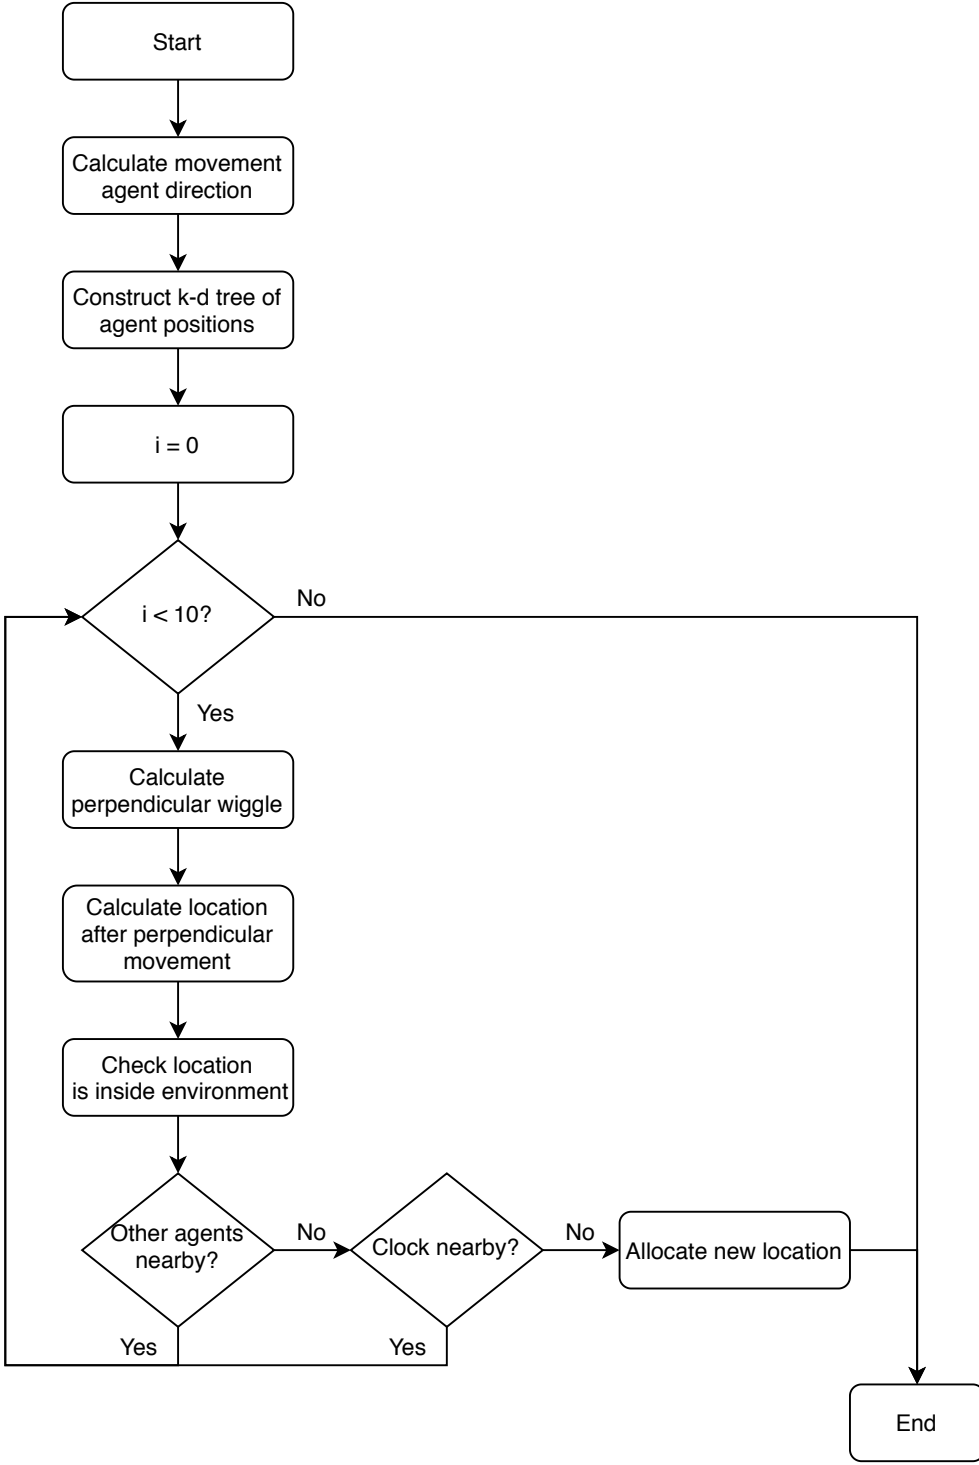 Start
Calculate movement
agent direction
Construct k-d tree of
agent positions
i = 0
i < 10?
No
Yes
Calculate
perpendicular wiggle
Calculate location
after perpendicular
movement
Check location
is inside environment
Other agents
nearby?
No
Clock nearby?
No
Allocate new location
Yes
Yes
End